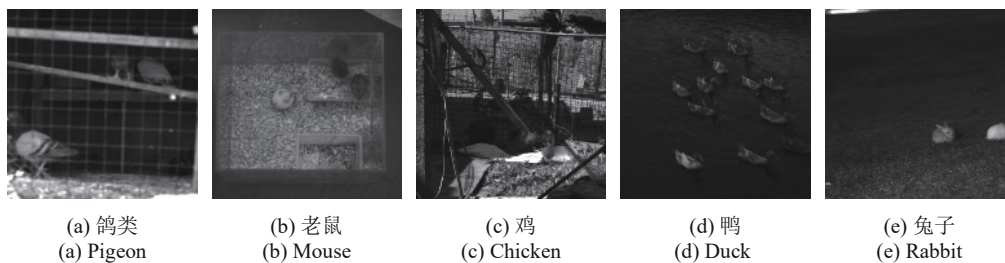 (a) 鸽类
(b) 老鼠
(c) 鸡
(d) 鸭
(e) 兔子
(a) Pigeon
(b) Mouse
(c) Chicken
(d) Duck
(e) Rabbit